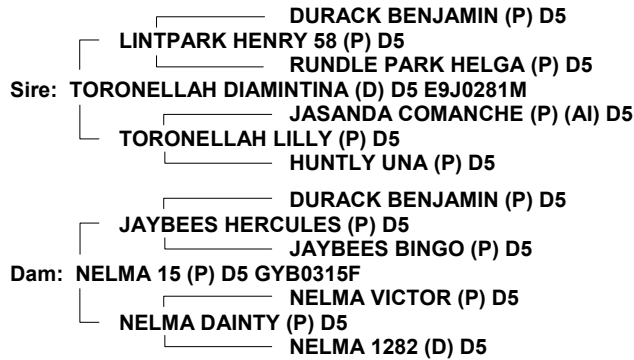 DURACK BENJAMIN (P) D5
LINTPARK HENRY 58 (P) D5
RUNDLE PARK HELGA (P) D5
Sire: TORONELLAH DIAMINTINA (D) D5 E9J0281M
JASANDA COMANCHE (P) (AI) D5
TORONELLAH LILLY (P) D5
HUNTLY UNA (P) D5
DURACK BENJAMIN (P) D5
JAYBEES HERCULES (P) D5
JAYBEES BINGO (P) D5
Dam: NELMA 15 (P) D5 GYB0315F
NELMA VICTOR (P) D5
NELMA DAINTY (P) D5
NELMA 1282 (D) D5